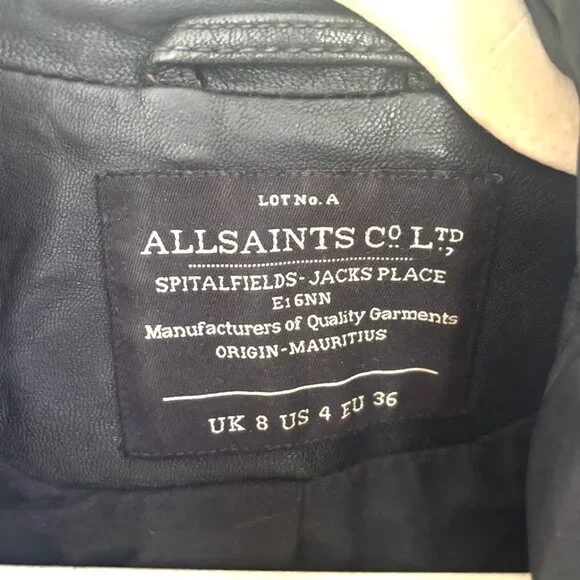 LOT No. A
ALLSAINTS Cº LTD,
SPITALFIELDS-JACKS PLACE
E1 6NN
Manufacturers of Quality Garments
ORIGIN-MAURITIUS
UK 8 US 4 EU 36